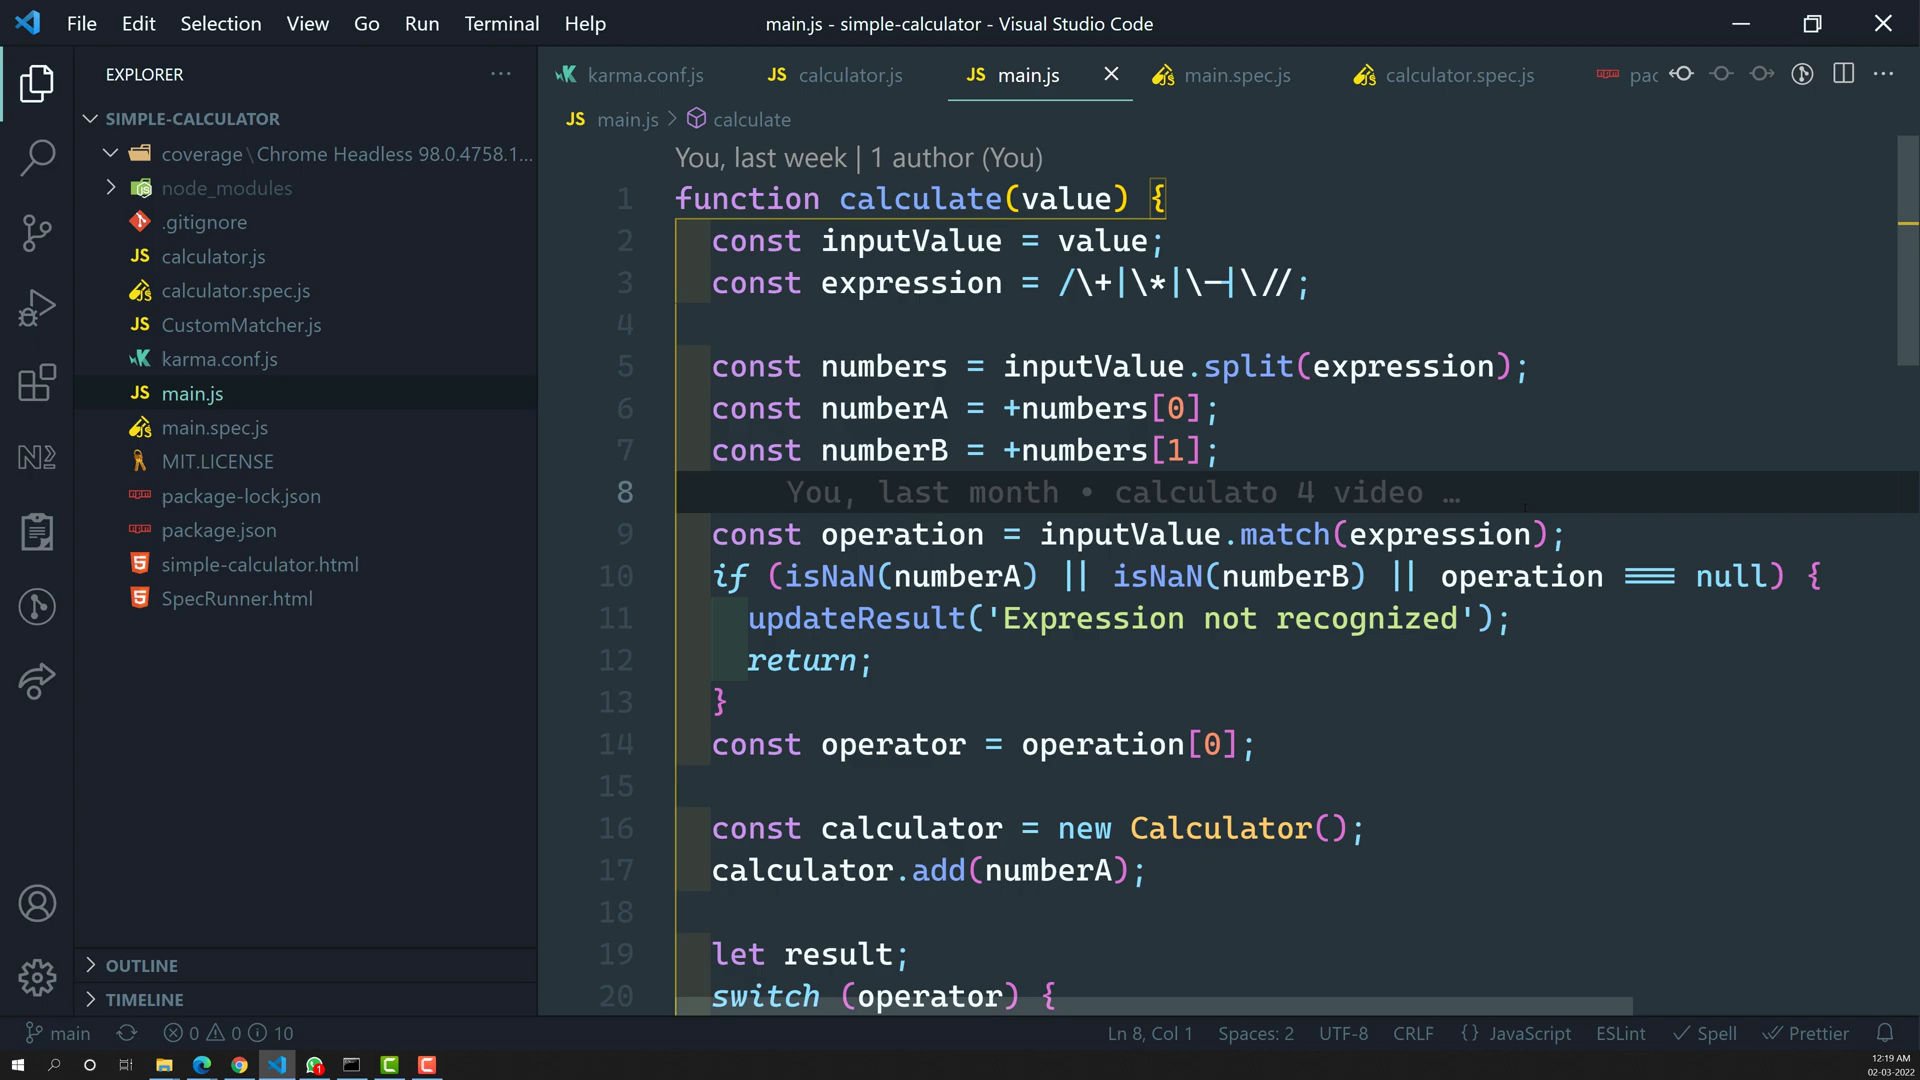 File Edit Selection View Go Run Terminal Help
main.js - simple-calculator - Visual Studio Code
EXPLORER
SIMPLE-CALCULATOR
coverage\Chrome Headless 98.0.4758.1...
node_modules
.gitignore
calculator.js
calculator.spec.js
CustomMatcher.js
karma.conf.js
main.js
main.spec.js
MIT.LICENSE
package-lock.json
package.json
simple-calculator.html
SpecRunner.html
OUTLINE
TIMELINE
karma.conf.js JS calculator.js JS main.js main.spec.js calculator.spec.js pac
JS main.js > calculate
You, last week | 1 author (You)
1 function calculate(value) {
2 const inputValue = value;
3 const expression = /\+|\*|\-|\//;
4
5 const numbers = inputValue.split(expression);
6 const numberA = +numbers[0];
7 const numberB = +numbers[1];
8 You, last month • calculato 4 video …
9 const operation = inputValue.match(expression);
10 if (isNaN(numberA) || isNaN(numberB) || operation === null) {
11 updateResult('Expression not recognized');
12 return;
13 }
14 const operator = operation[0];
15
16 const calculator = new Calculator();
17 calculator.add(numberA);
18
19 let result;
20 switch (operator) {
main 0 0 10
Ln 8, Col 1 Spaces: 2 UTF-8 CRLF {} JavaScript ESLint Spell Prettier
12:19 AM
02-03-2022